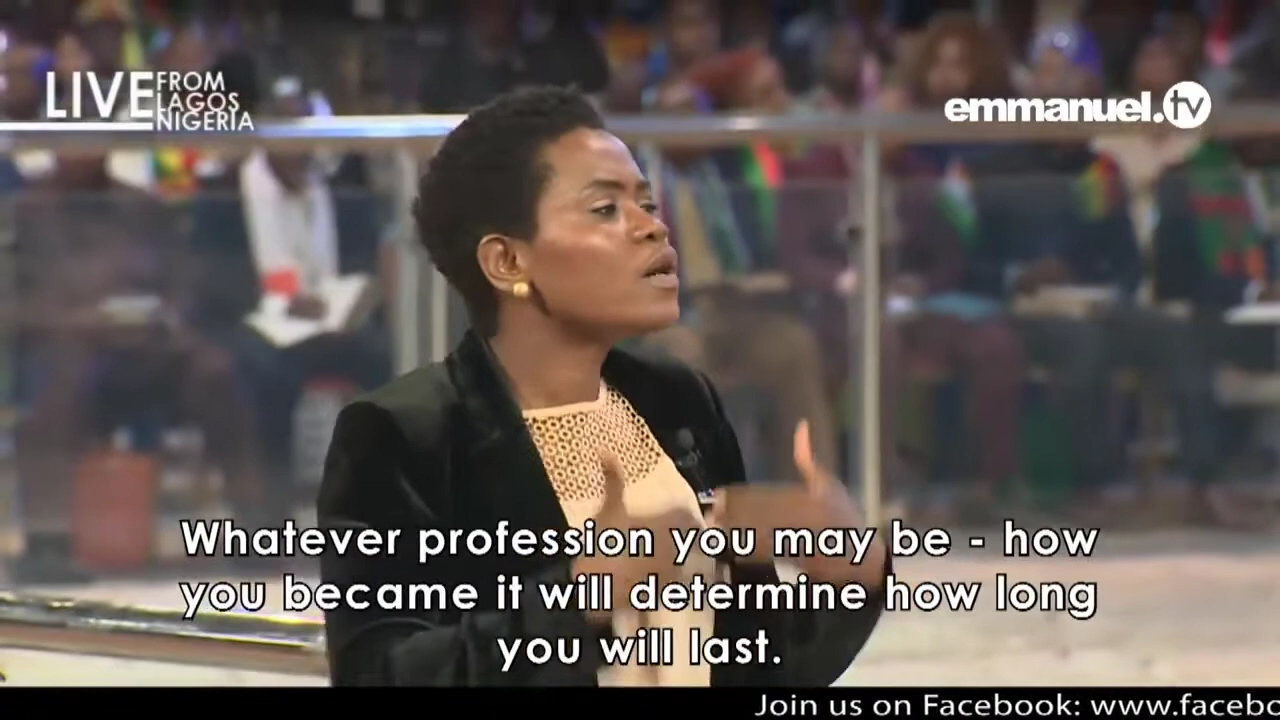 LIVE FROM
LAGOS
NIGERIA
emmanuel.tv
Whatever profession you may be - how
you became it will determine how long
you will last.
Join us on Facebook: www.facebo